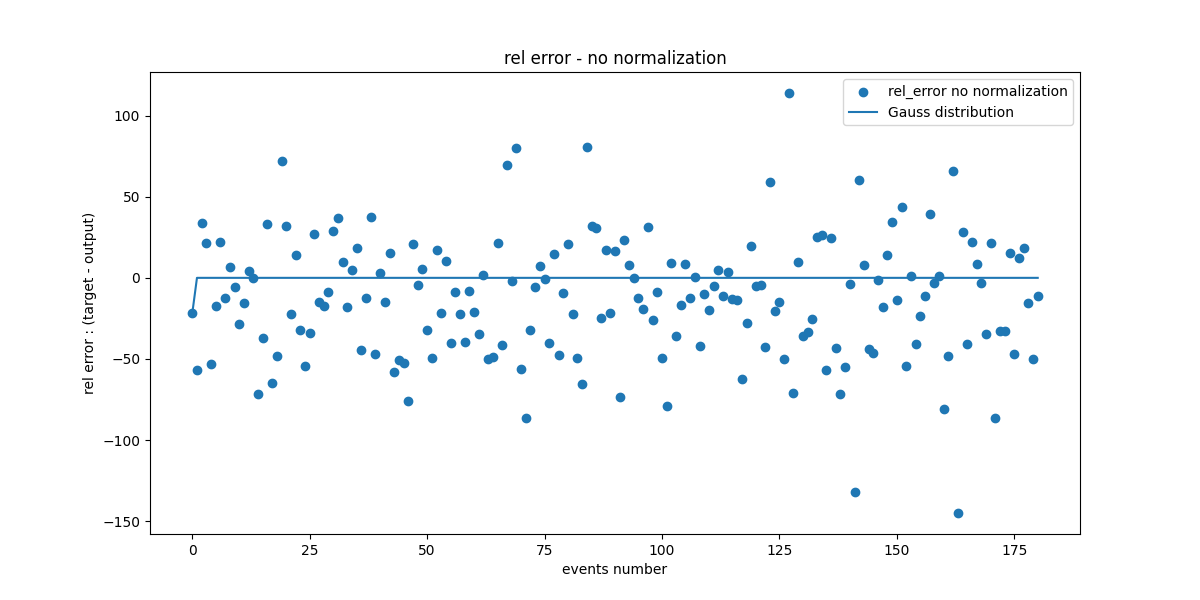 rel error - no normalization
rel_error no normalization
Gauss distribution
rel error : (target - output)
100
50
0
−50
−100
−150
0
25
50
75
100
125
150
175
events number